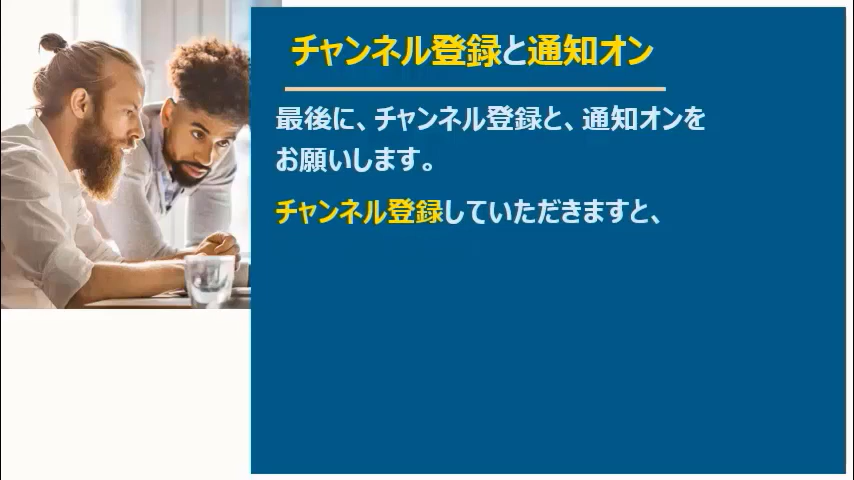 チャンネル登録と通知オン
最後に、チャンネル登録と、通知オンを
お願いします。
チャンネル登録していただきますと、